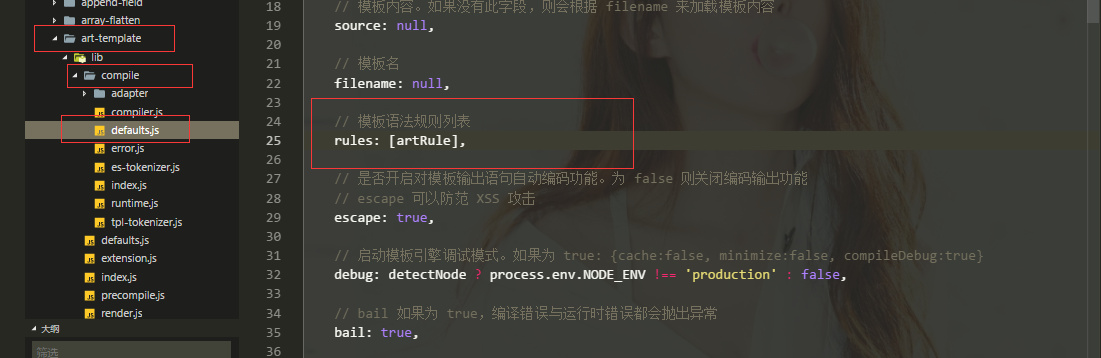 append-field
array-flatten
art-template
lib
compile
adapter
compiler.js
defaults.js
error.js
es-tokenizer.js
index.js
runtime.js
tpl-tokenizer.js
defaults.js
extension.js
index.js
precompile.js
render.js
大纲
筛选
18 // 模板内容。如果没有此字段，则会根据 filename 来加载模板内容
19 source: null,
20
21 // 模板名
22 filename: null,
23
24 // 模板语法规则列表
25 rules: [artRule],
26
27 // 是否开启对模板输出语句自动编码功能。为 false 则关闭编码输出功能
28 // escape 可以防范 XSS 攻击
29 escape: true,
30
31 // 启动模板引擎调试模式。如果为 true: {cache:false, minimize:false, compileDebug:true}
32 debug: detectNode ? process.env.NODE_ENV !== 'production' : false,
33
34 // bail 如果为 true，编译错误与运行时错误都会抛出异常
35 bail: true,
36